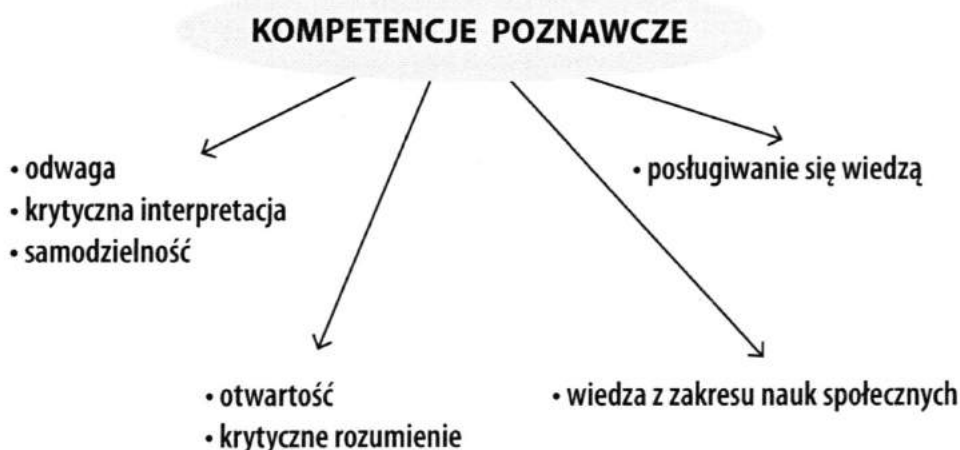 KOMPETENCJE POZNAWCZE
• odwaga
• krytyczna interpretacja
• samodzielność
• posługiwanie się wiedzą
• otwartość
• krytyczne rozumienie
• wiedza z zakresu nauk społecznych